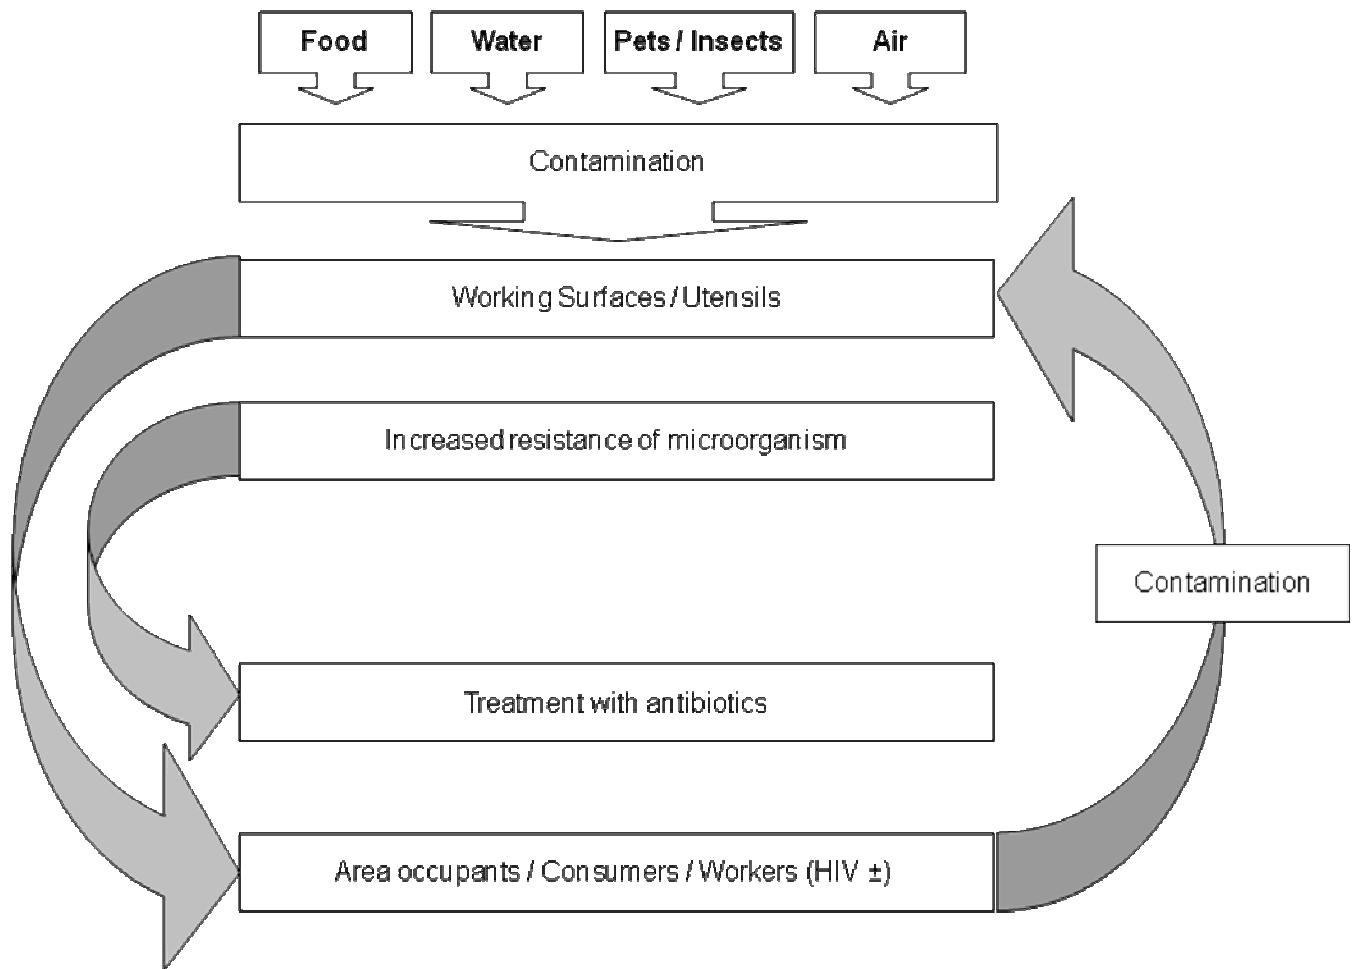 Food
Water
Pets / Insects
Air
Contamination
Working Surfaces / Utensils
Increased resistance of microorganism
Contamination
Treatment with antibiotics
Area occupants / Consumers / Workers (HIV ±)